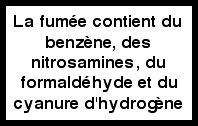 La fumée contient du
benzène, des
nitrosamines, du
formaldéhyde et du
cyanure d'hydrogène